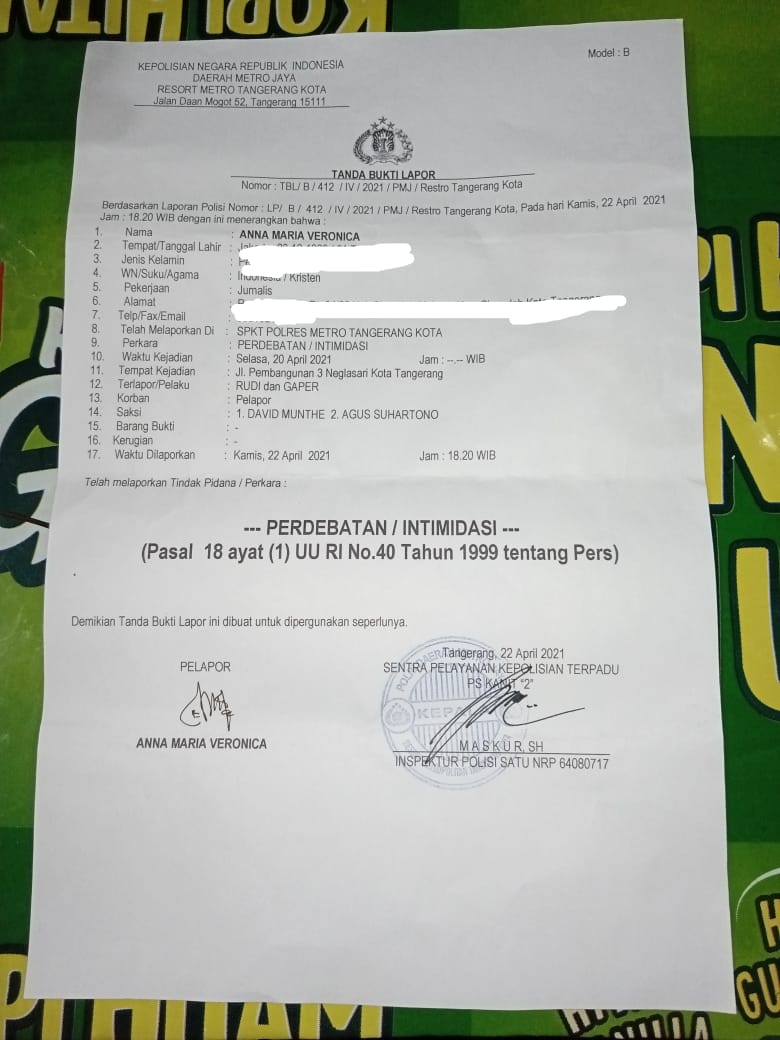 KOPI HITAM
Model : B
KEPOLISIAN NEGARA REPUBLIK INDONESIA
DAERAH METRO JAYA
RESORT METRO TANGERANG KOTA
Jalan Daan Mogot 52, Tangerang 15111
TANDA BUKTI LAPOR
Nomor : TBL/ B / 412 / IV / 2021 / PMJ / Restro Tangerang Kota
Berdasarkan Laporan Polisi Nomor : LP/ B / 412 / IV / 2021 / PMJ / Restro Tangerang Kota, Pada hari Kamis, 22 April 2021
Jam : 18.20 WIB dengan ini menerangkan bahwa :
1. Nama : ANNA MARIA VERONICA
2. Tempat/Tanggal Lahir :
3. Jenis Kelamin :
4. WN/Suku/Agama : Indonesia / Kristen
5. Pekerjaan : Jurnalis
6. Alamat :
7. Telp/Fax/Email :
8. Telah Melaporkan Di : SPKT POLRES METRO TANGERANG KOTA
9. Perkara : PERDEBATAN / INTIMIDASI
10. Waktu Kejadian : Selasa, 20 April 2021 Jam : --.-- WIB
11. Tempat Kejadian : Jl. Pembangunan 3 Neglasari Kota Tangerang
12. Terlapor/Pelaku : RUDI dan GAPER
13. Korban : Pelapor
14. Saksi : 1. DAVID MUNTHE 2. AGUS SUHARTONO
15. Barang Bukti : -
16. Kerugian : -
17. Waktu Dilaporkan : Kamis, 22 April 2021 Jam : 18.20 WIB
Telah melaporkan Tindak Pidana / Perkara :
--- PERDEBATAN / INTIMIDASI ---
(Pasal 18 ayat (1) UU RI No.40 Tahun 1999 tentang Pers)
Demikian Tanda Bukti Lapor ini dibuat untuk dipergunakan seperlunya.
Tangerang, 22 April 2021
PELAPOR
SENTRA PELAYANAN KEPOLISIAN TERPADU
PS KANIT "2"
ANNA MARIA VERONICA
M A S K U R, SH
INSPEKTUR POLISI SATU NRP 64080717
PI HITAM